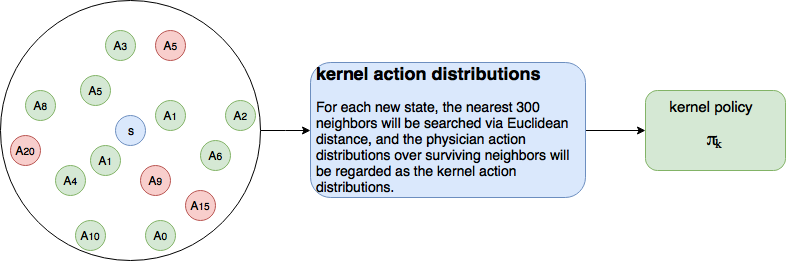 A3
A5
A5
A8
A1
A2
s
A20
A1
A6
A4
A9
A15
A10
A0
kernel action distributions
For each new state, the nearest 300
neighbors will be searched via Euclidean
distance, and the physician action
distributions over surviving neighbors will
be regarded as the kernel action
distributions.
kernel policy
πk